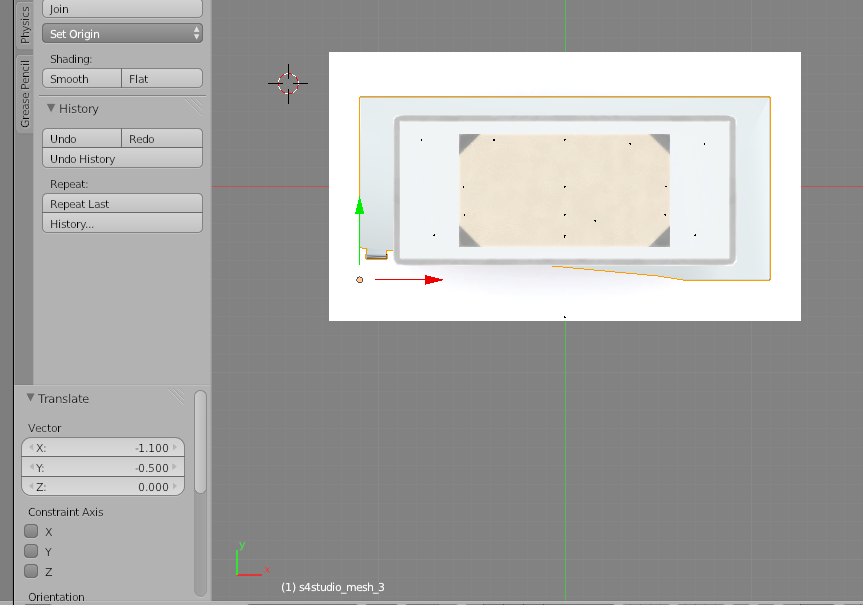 Physics
Grease Pencil
Join
Set Origin
Shading:
Smooth Flat
History
Undo Redo
Undo History
Repeat:
Repeat Last
History...
Translate
Vector
X: -1.100
Y: -0.500
Z: 0.000
Constraint Axis
X
Y
Z
Orientation
y
x
(1) s4studio_mesh_3